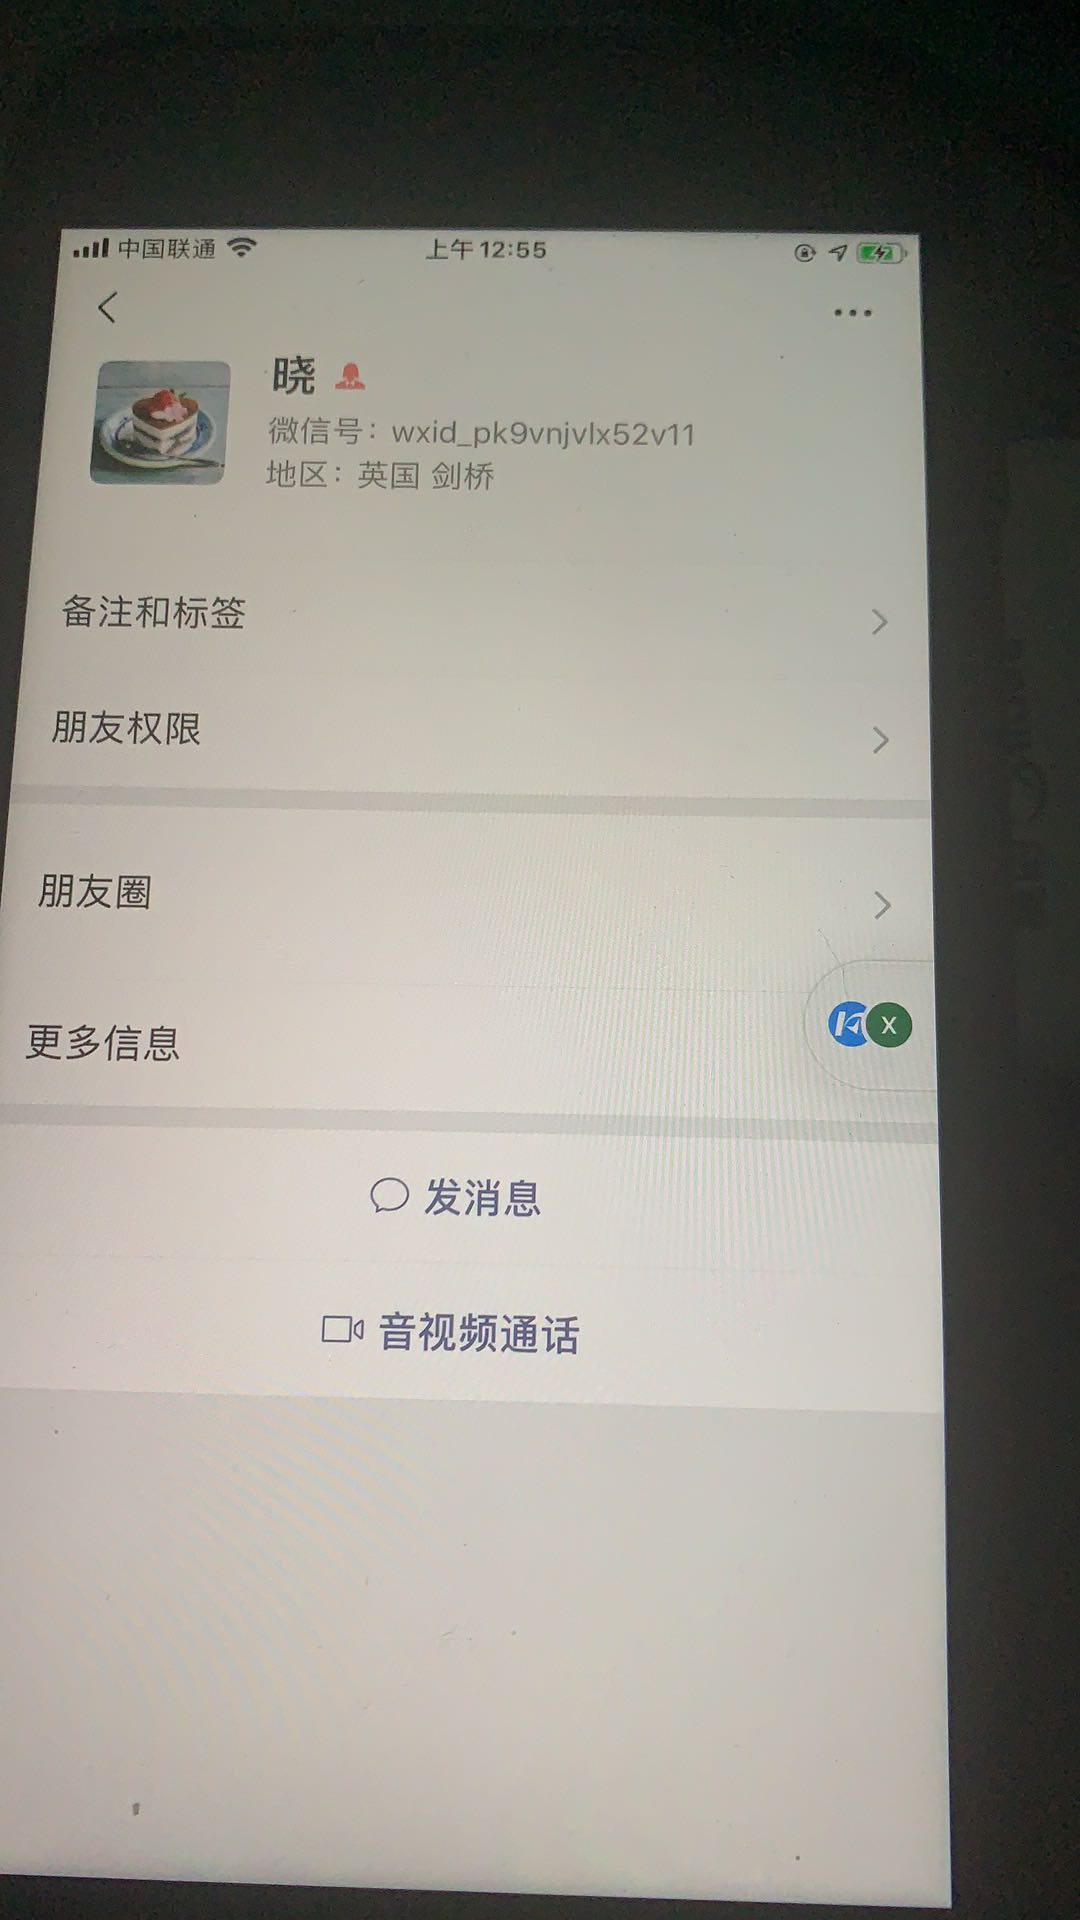 中国联通 上午12:55
晓
微信号：wxid_pk9vnjvlx52v11
地区：英国 剑桥
备注和标签
朋友权限
朋友圈
更多信息
X
发消息
音视频通话